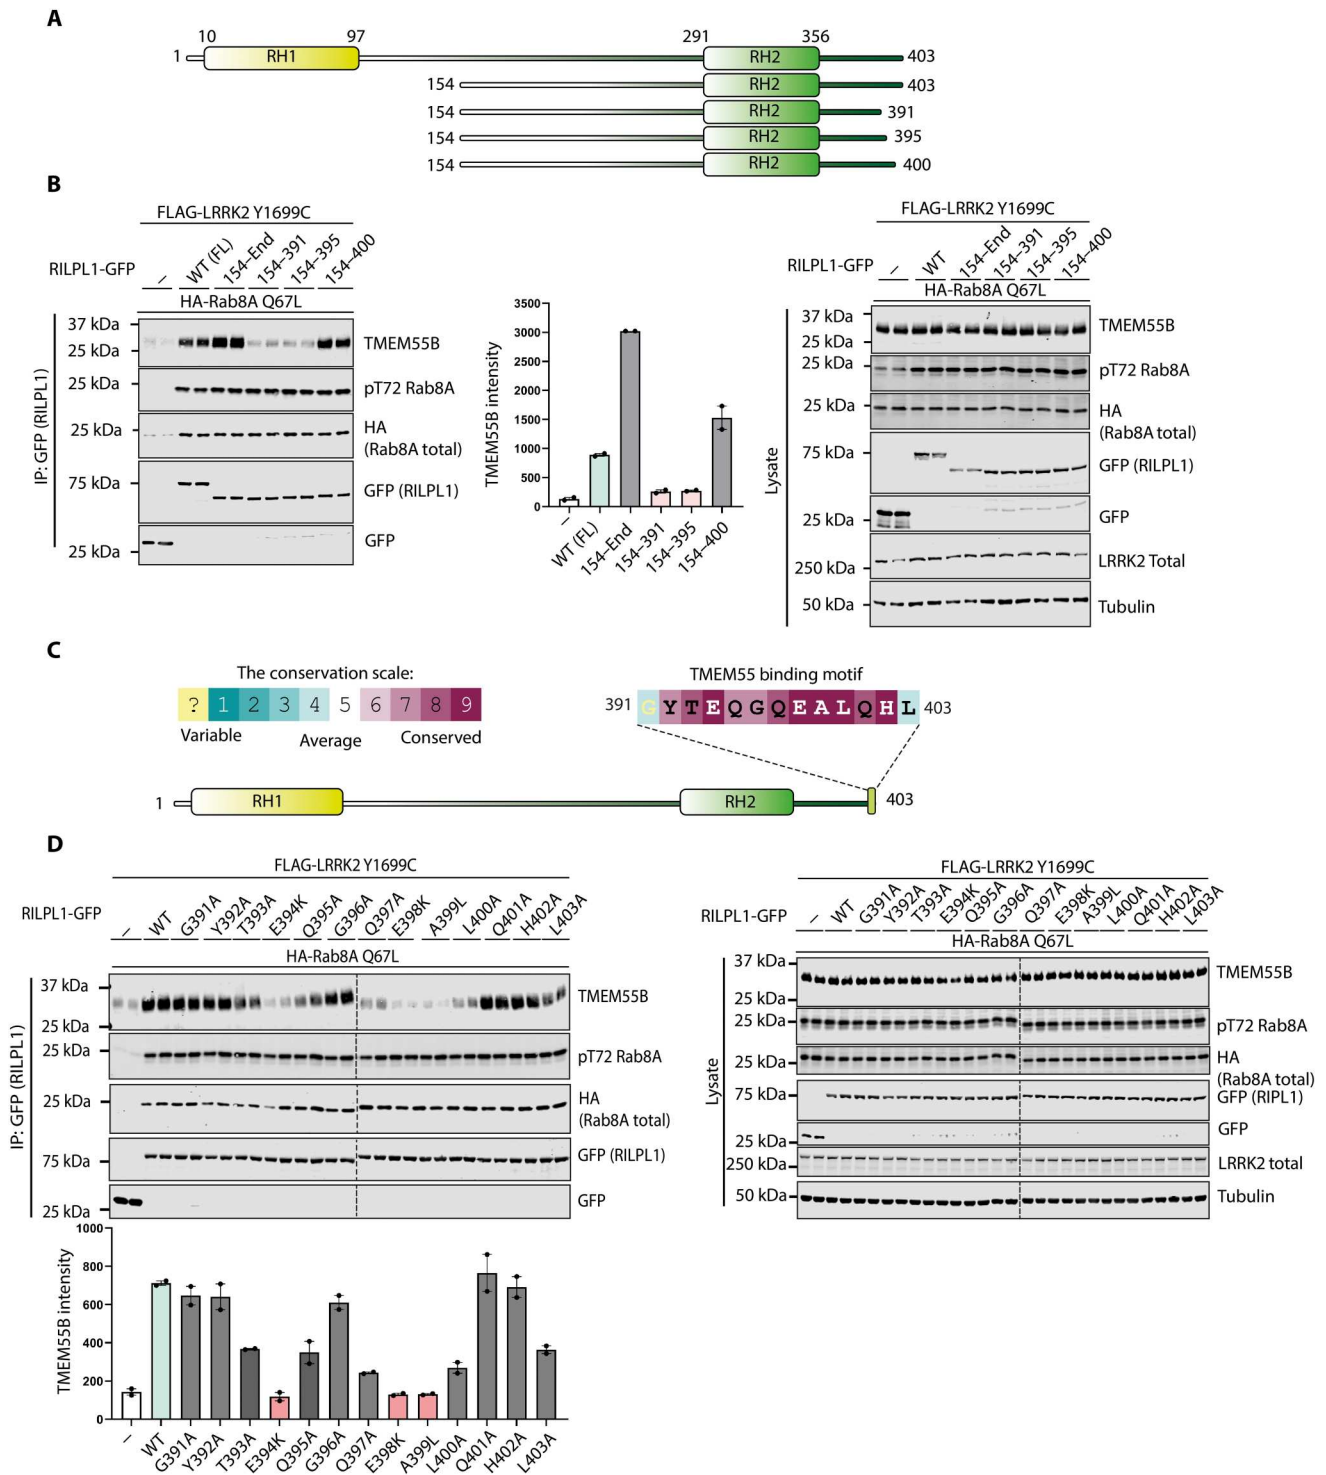 A
10 97 291 356
1 RH1 RH2 403
154 RH2 403
154 RH2 391
154 RH2 395
154 RH2 400
B
FLAG-LRRK2 Y1699C
RILPL1-GFP – WT (FL) 154–End 154–391 154–395 154–400
HA-Rab8A Q67L
IP: GFP (RILPL1)
37 kDa
25 kDa
TMEM55B
25 kDa
pT72 Rab8A
25 kDa
HA
(Rab8A total)
75 kDa
GFP (RILPL1)
25 kDa
GFP
TMEM55B intensity
3500
3000
2500
2000
1500
1000
500
0
– WT (FL) 154–End 154–391 154–395 154–400
FLAG-LRRK2 Y1699C
RILPL1-GFP – WT 154–End 154–391 154–395 154–400
HA-Rab8A Q67L
Lysate
37 kDa
25 kDa
TMEM55B
25 kDa
pT72 Rab8A
25 kDa
HA
(Rab8A total)
75 kDa
GFP (RILPL1)
25 kDa
GFP
250 kDa
LRRK2 Total
50 kDa
Tubulin
C
The conservation scale:
? 1 2 3 4 5 6 7 8 9
Variable Average Conserved
TMEM55 binding motif
391 G Y T E Q G Q E A L Q H L 403
1 RH1 RH2 403
D
FLAG-LRRK2 Y1699C
RILPL1-GFP – WT G391A Y392A T393A E394K Q395A G396A Q397A E398K A399L L400A Q401A H402A L403A
HA-Rab8A Q67L
IP: GFP (RILPL1)
37 kDa
25 kDa
TMEM55B
25 kDa
pT72 Rab8A
25 kDa
HA
(Rab8A total)
75 kDa
GFP (RILPL1)
25 kDa
GFP
FLAG-LRRK2 Y1699C
RILPL1-GFP – WT G391A Y392A T393A E394K Q395A G396A Q397A E398K A399L L400A Q401A H402A L403A
HA-Rab8A Q67L
Lysate
37 kDa
25 kDa
TMEM55B
25 kDa
pT72 Rab8A
25 kDa
HA
(Rab8A total)
75 kDa
GFP (RIPL1)
25 kDa
GFP
250 kDa
LRRK2 total
50 kDa
Tubulin
TMEM55B intensity
1000
800
600
400
200
0
– WT G391A Y392A T393A E394K Q395A G396A Q397A E398K A399L L400A Q401A H402A L403A